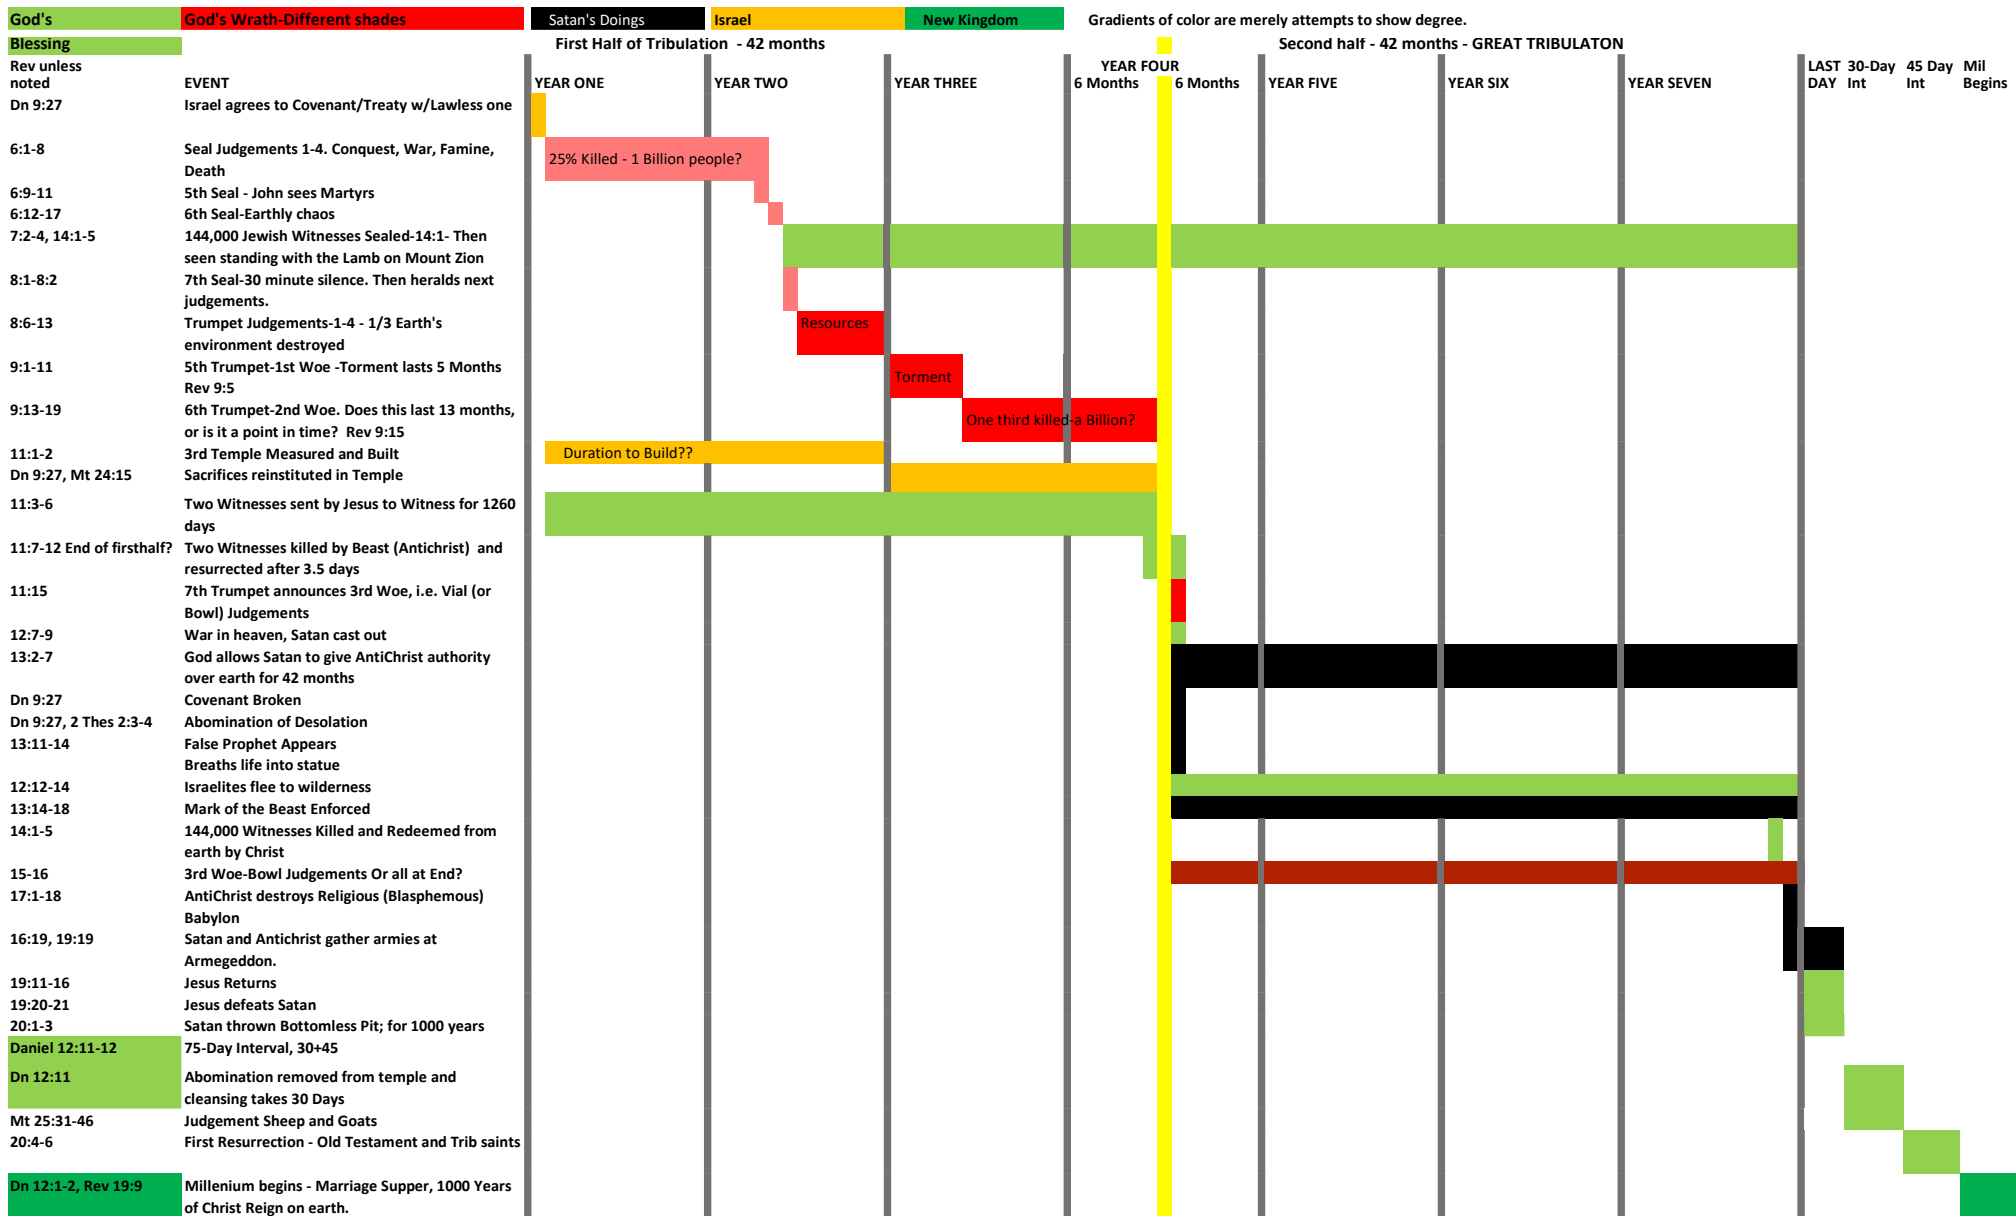 God's God's Wrath-Different shades Satan's Doings Israel New Kingdom Gradients of color are merely attempts to show degree.
Blessing First Half of Tribulation - 42 months Second half - 42 months - GREAT TRIBULATON
Rev unless YEAR FOUR LAST 30-Day 45 Day Mil
noted EVENT YEAR ONE YEAR TWO YEAR THREE 6 Months 6 Months YEAR FIVE YEAR SIX YEAR SEVEN DAY Int Int Begins
Dn 9:27 Israel agrees to Covenant/Treaty w/Lawless one
6:1-8 Seal Judgements 1-4. Conquest, War, Famine,
Death
25% Killed - 1 Billion people?
6:9-11 5th Seal - John sees Martyrs
6:12-17 6th Seal-Earthly chaos
7:2-4, 14:1-5 144,000 Jewish Witnesses Sealed-14:1- Then
seen standing with the Lamb on Mount Zion
8:1-8:2 7th Seal-30 minute silence. Then heralds next
judgements.
8:6-13 Trumpet Judgements-1-4 - 1/3 Earth's Resources
environment destroyed
9:1-11 5th Trumpet-1st Woe -Torment lasts 5 Months
Rev 9:5
Torment
9:13-19 6th Trumpet-2nd Woe. Does this last 13 months,
or is it a point in time? Rev 9:15
One third killed-a Billion?
11:1-2 3rd Temple Measured and Built Duration to Build??
Dn 9:27, Mt 24:15 Sacrifices reinstituted in Temple
11:3-6 Two Witnesses sent by Jesus to Witness for 1260
days
11:7-12 End of firsthalf? Two Witnesses killed by Beast (Antichrist) and
resurrected after 3.5 days
11:15 7th Trumpet announces 3rd Woe, i.e. Vial (or
Bowl) Judgements
12:7-9 War in heaven, Satan cast out
13:2-7 God allows Satan to give AntiChrist authority
over earth for 42 months
Dn 9:27 Covenant Broken
Dn 9:27, 2 Thes 2:3-4 Abomination of Desolation
13:11-14 False Prophet Appears
Breaths life into statue
12:12-14 Israelites flee to wilderness
13:14-18 Mark of the Beast Enforced
14:1-5 144,000 Witnesses Killed and Redeemed from
earth by Christ
15-16 3rd Woe-Bowl Judgements Or all at End?
17:1-18 AntiChrist destroys Religious (Blasphemous)
Babylon
16:19, 19:19 Satan and Antichrist gather armies at
Armegeddon.
19:11-16 Jesus Returns
19:20-21 Jesus defeats Satan
20:1-3 Satan thrown Bottomless Pit; for 1000 years
Daniel 12:11-12 75-Day Interval, 30+45
Dn 12:11 Abomination removed from temple and
cleansing takes 30 Days
Mt 25:31-46 Judgement Sheep and Goats
20:4-6 First Resurrection - Old Testament and Trib saints
Dn 12:1-2, Rev 19:9 Millenium begins - Marriage Supper, 1000 Years
of Christ Reign on earth.